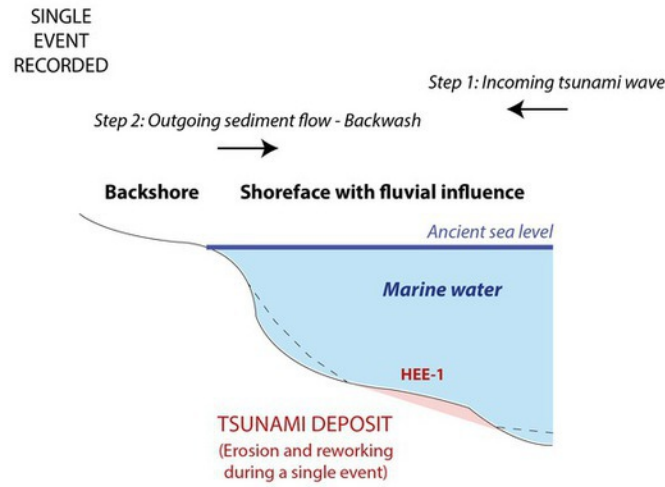 SINGLE
EVENT
RECORDED
Step 1: Incoming tsunami wave
Step 2: Outgoing sediment flow - Backwash
Backshore
Shoreface with fluvial influence
Ancient sea level
Marine water
HEE-1
TSUNAMI DEPOSIT
(Erosion and reworking
during a single event)